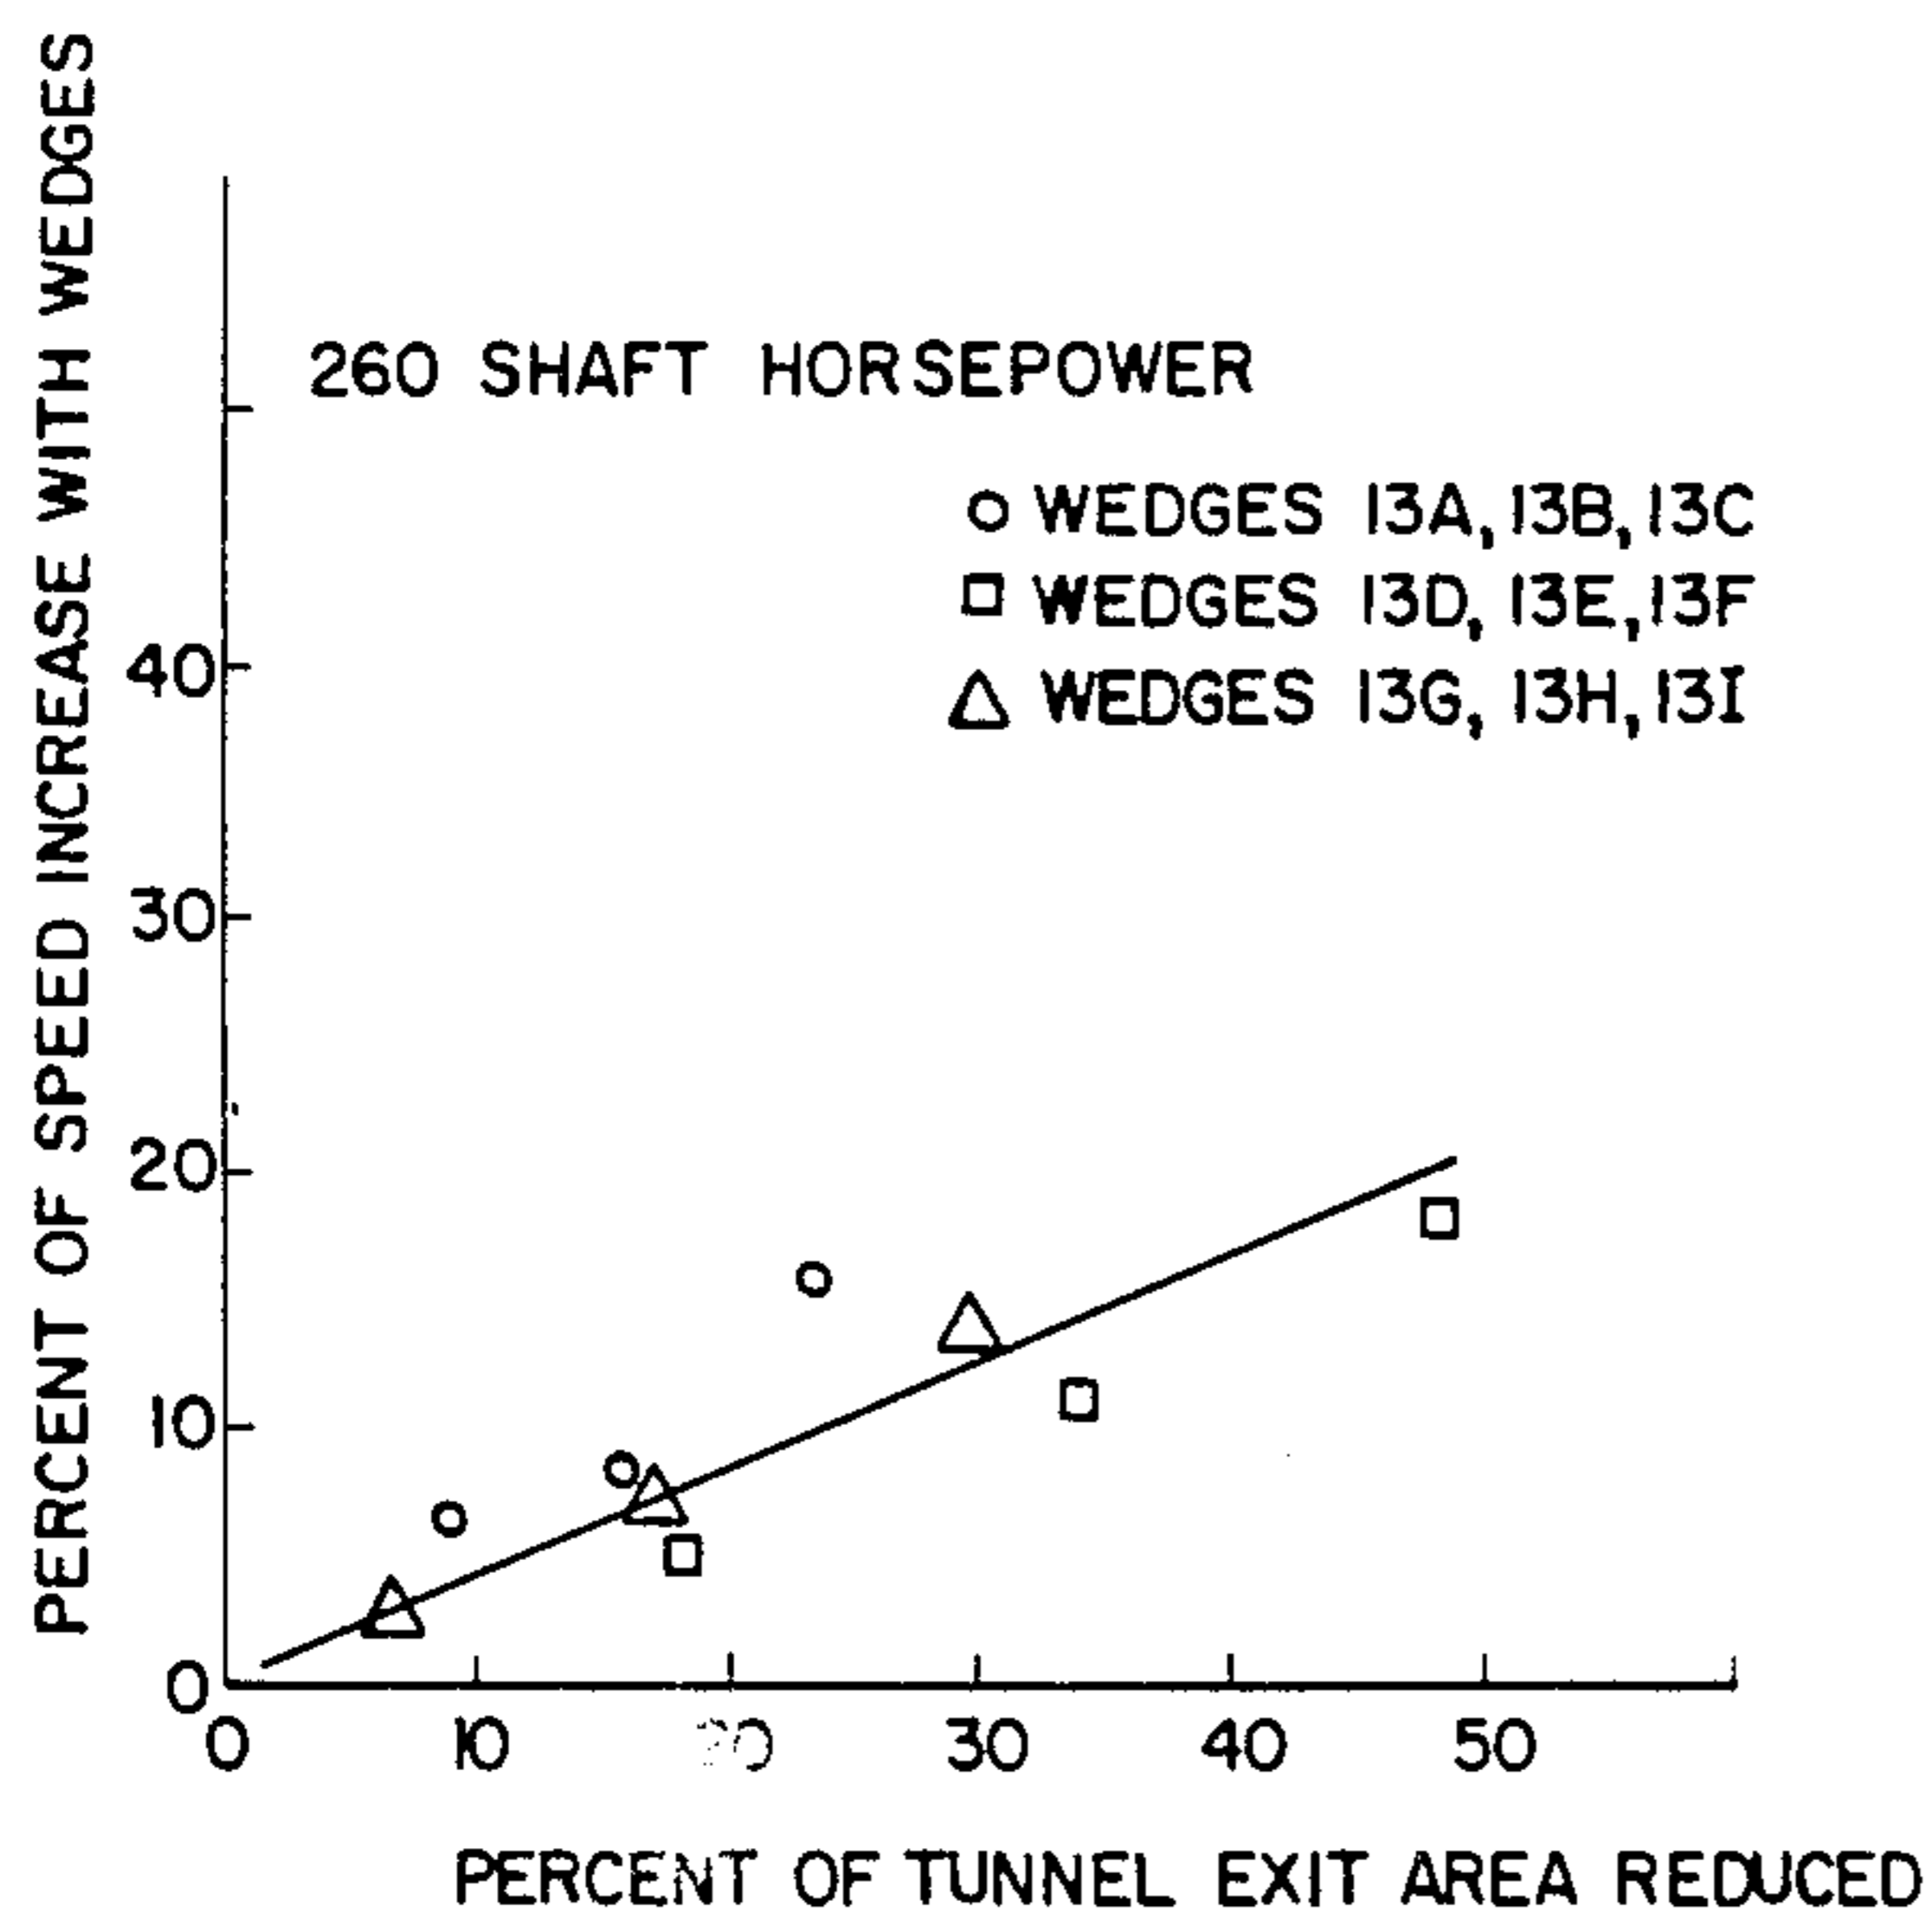 PERCENT OF SPEED INCREASE WITH WEDGES
260 SHAFT HORSEPOWER
WEDGES 13A, 13B, 13C
WEDGES 13D, 13E, 13F
WEDGES 13G, 13H, 13I
40
30
20
10
0
0 10 20 30 40 50
PERCENT OF TUNNEL EXIT AREA REDUCED